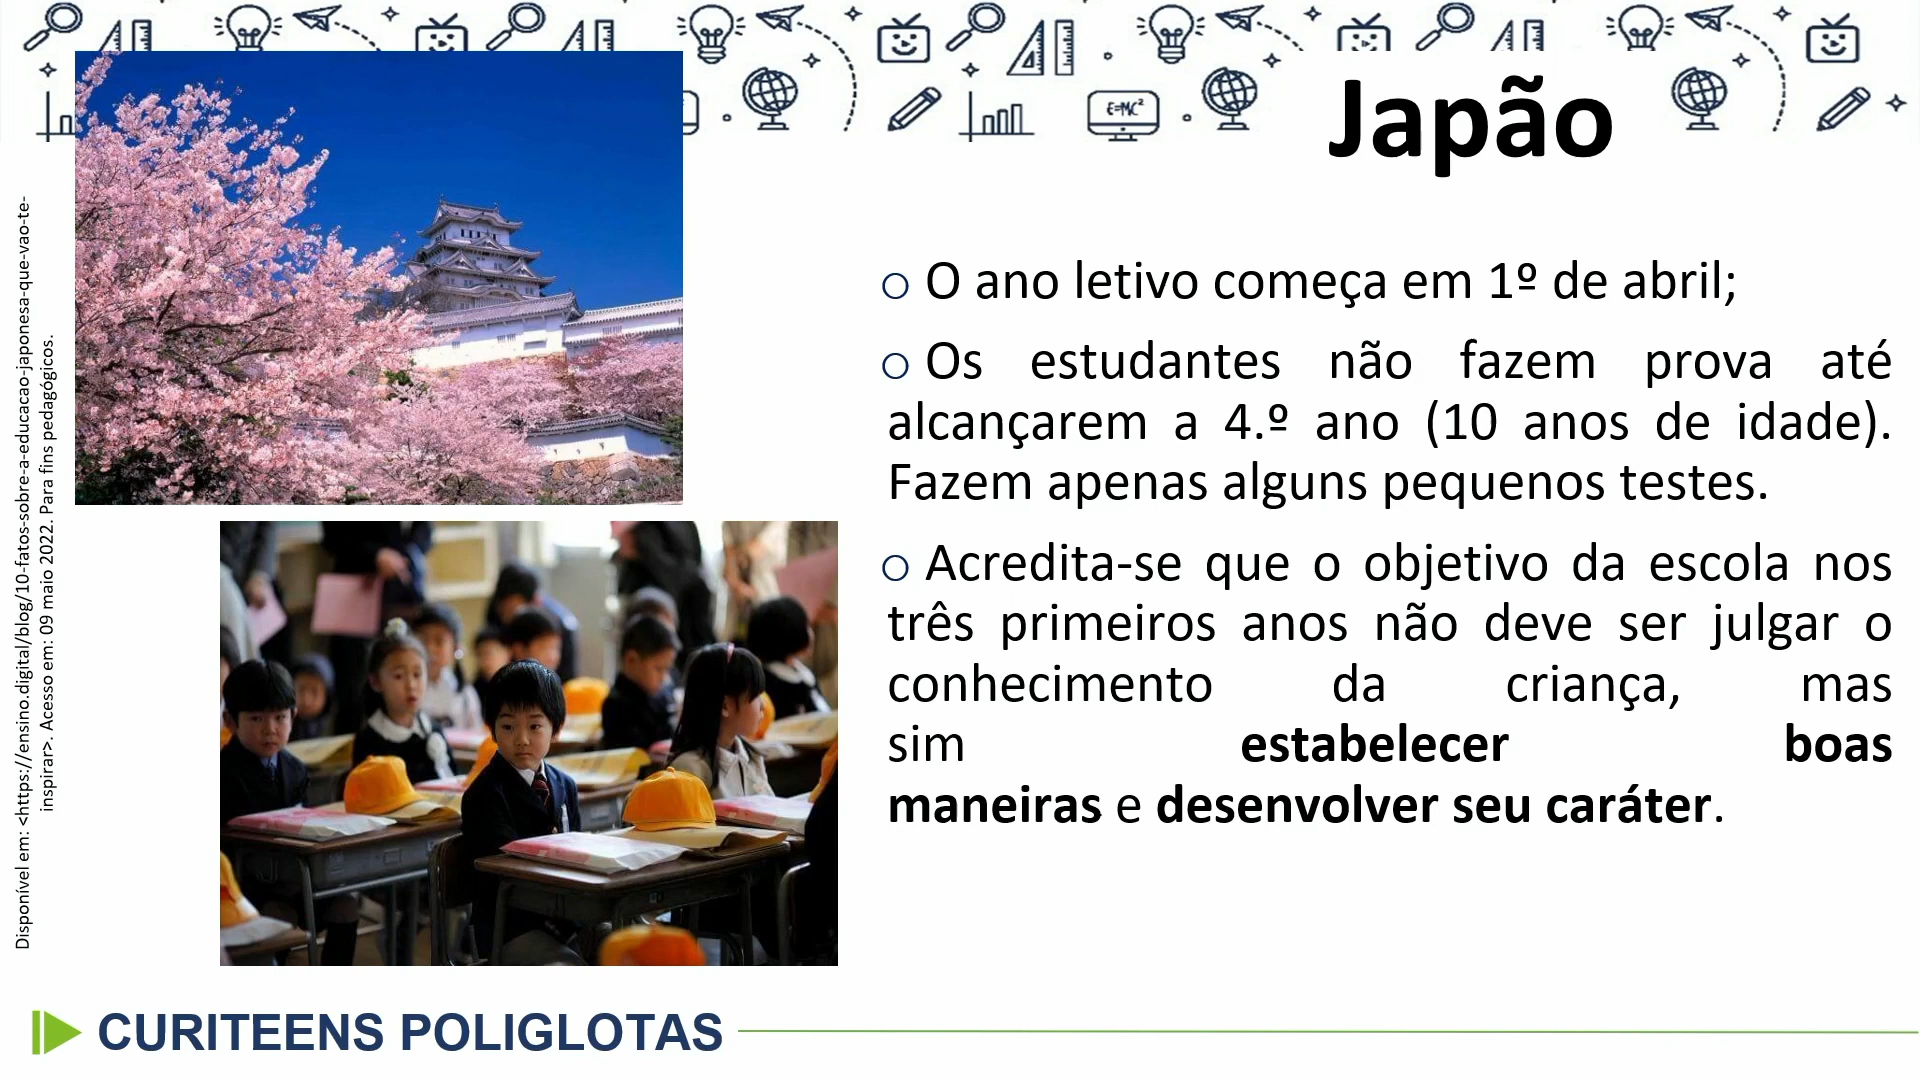 Japão
E=MC²
O ano letivo começa em 1º de abril;
Os estudantes não fazem prova até
alcançarem a 4.º ano (10 anos de idade).
Fazem apenas alguns pequenos testes.
Acredita-se que o objetivo da escola nos
três primeiros anos não deve ser julgar o
conhecimento da criança, mas
sim estabelecer boas
maneiras e desenvolver seu caráter.
Disponível em: <https://ensino.digital/blog/10-fatos-sobre-a-educacao-japonesa-que-vao-te-
inspirar>. Acesso em: 09 maio 2022. Para fins pedagógicos.
CURITEENS POLIGLOTAS